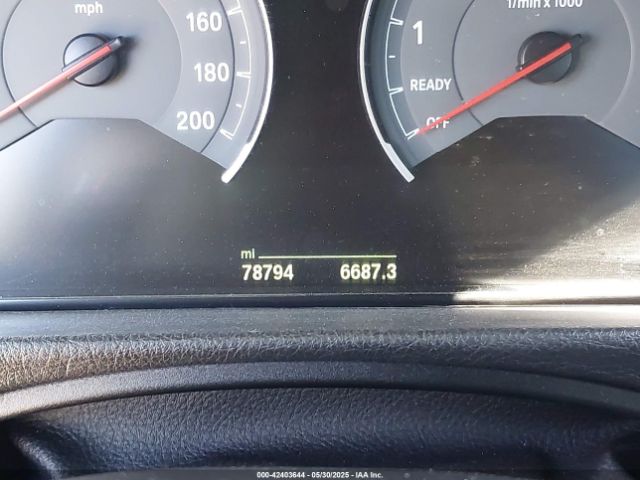 mph
160
180
200
1/min x 1000
1
READY
OFF
mi
78794 6687.3
000-42403644 — 05/30/2025 — IAA Inc.